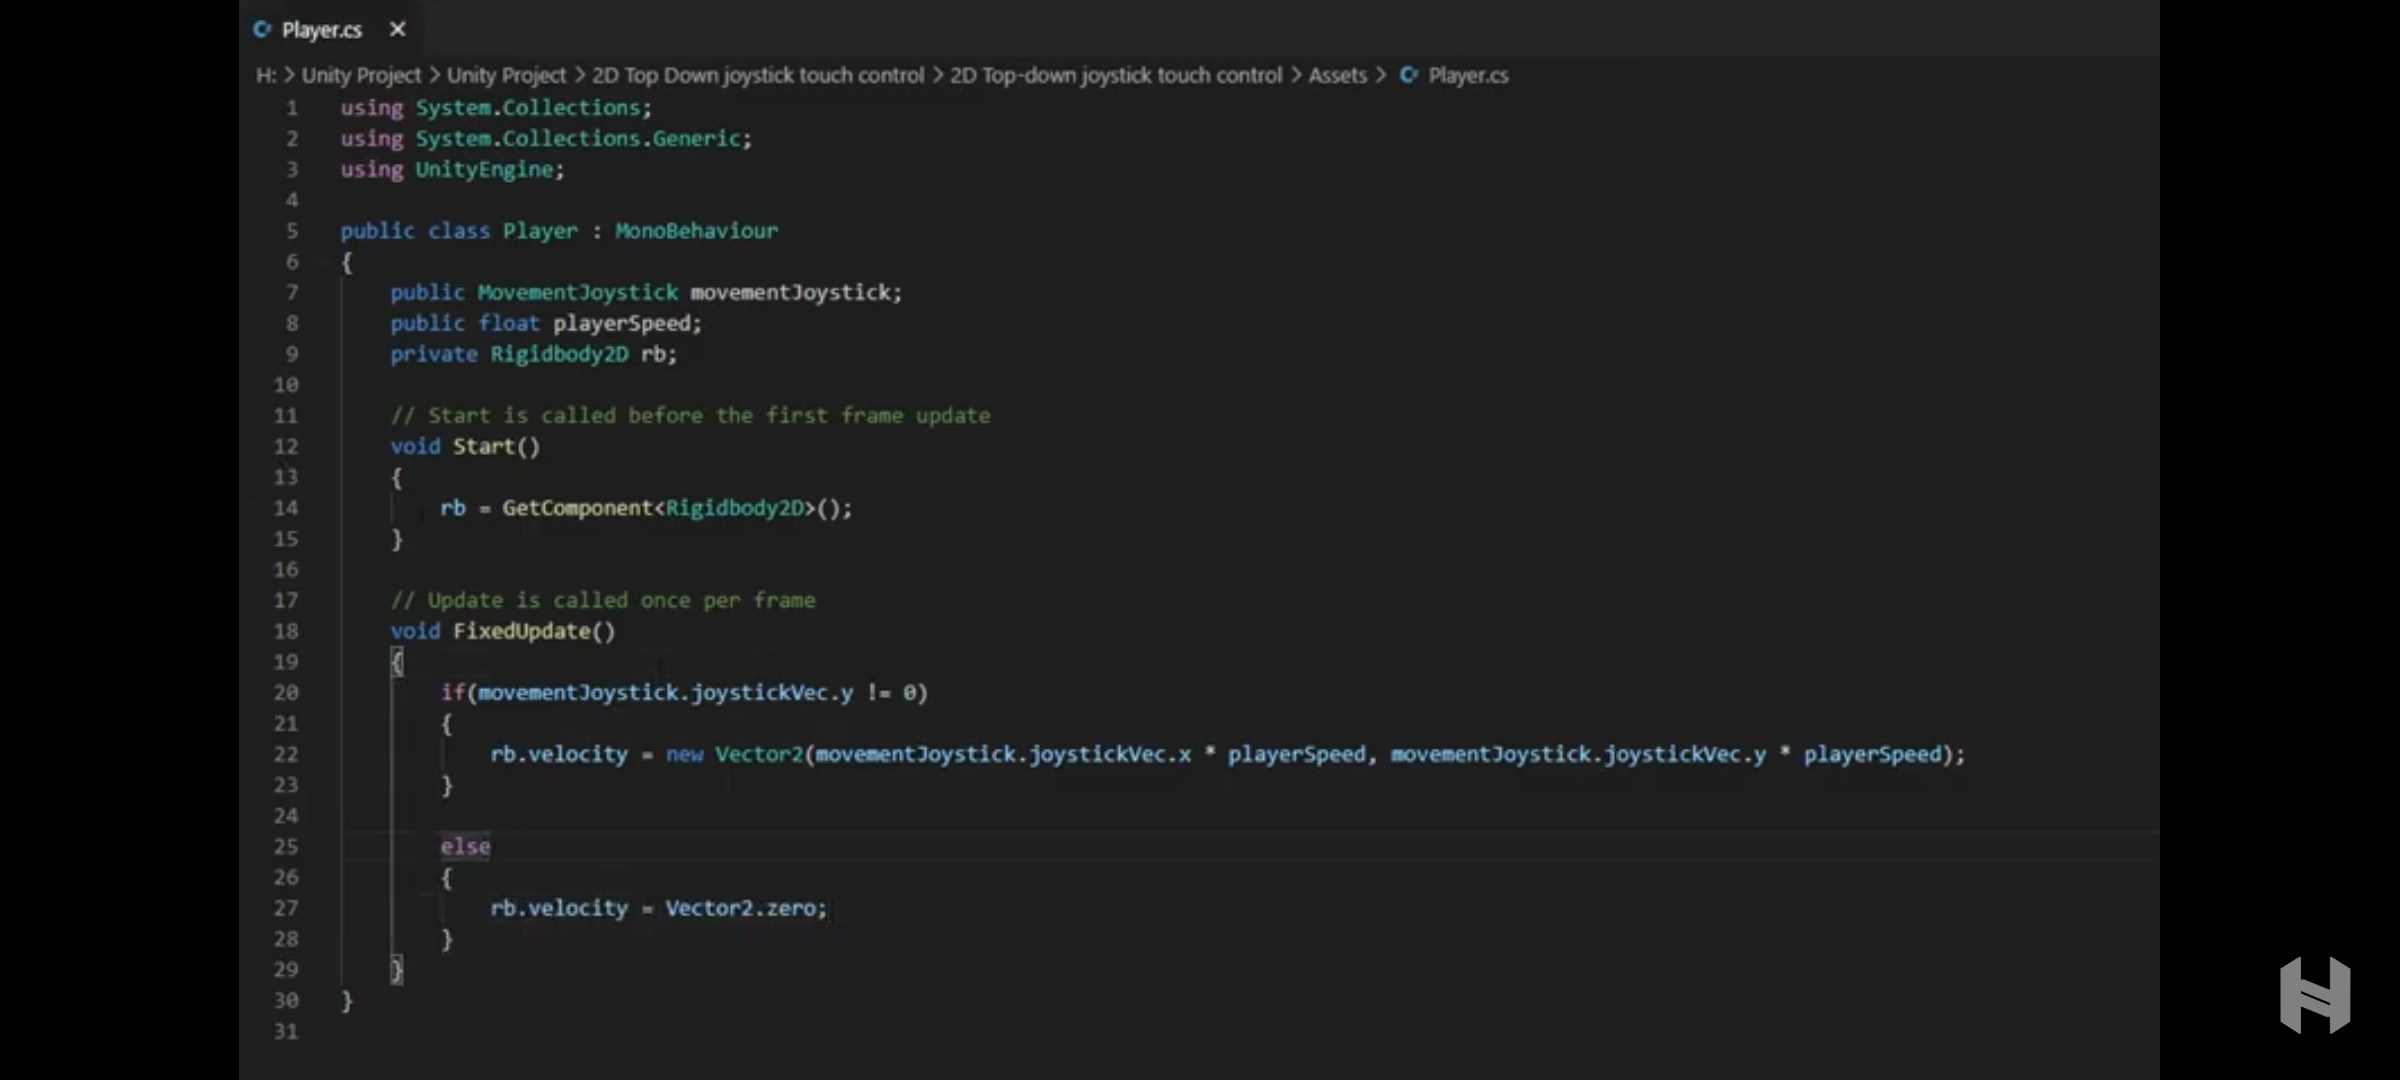 Player.cs
H: > Unity Project > Unity Project > 2D Top Down joystick touch control > 2D Top-down joystick touch control > Assets > Player.cs
1 using System.Collections;
2 using System.Collections.Generic;
3 using UnityEngine;
4
5 public class Player : MonoBehaviour
6 {
7 public MovementJoystick movementJoystick;
8 public float playerSpeed;
9 private Rigidbody2D rb;
10
11 // Start is called before the first frame update
12 void Start()
13 {
14 rb = GetComponent<Rigidbody2D>();
15 }
16
17 // Update is called once per frame
18 void FixedUpdate()
19 {
20 if(movementJoystick.joystickVec.y != 0)
21 {
22 rb.velocity = new Vector2(movementJoystick.joystickVec.x * playerSpeed, movementJoystick.joystickVec.y * playerSpeed);
23 }
24
25 else
26 {
27 rb.velocity = Vector2.zero;
28 }
29 }
30 }
31